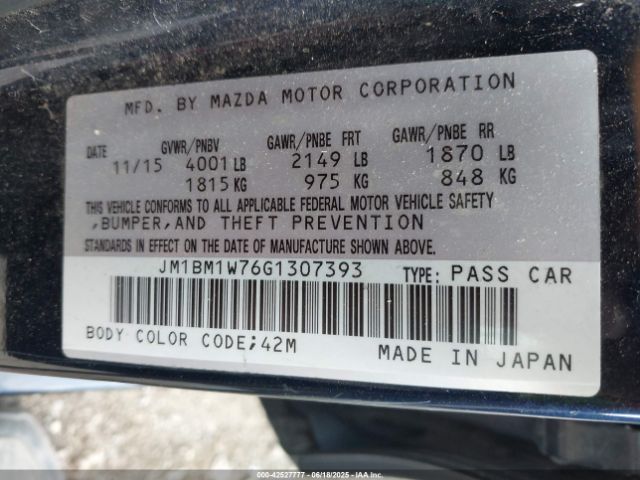 MFD. BY MAZDA MOTOR CORPORATION
DATE GVWR/PNBV GAWR/PNBE FRT GAWR/PNBE RR
11/15 4001 LB 2149 LB 1870 LB
1815 KG 975 KG 848 KG
THIS VEHICLE CONFORMS TO ALL APPLICABLE FEDERAL MOTOR VEHICLE SAFETY
,BUMPER,AND THEFT PREVENTION
STANDARDS IN EFFECT ON THE DATE OF MANUFACTURE SHOWN ABOVE.
JM1BM1W76G1307393 TYPE: PASS CAR
BODY COLOR CODE;42M MADE IN JAPAN
000-42527777 - 06/18/2025 - IAAI.COM